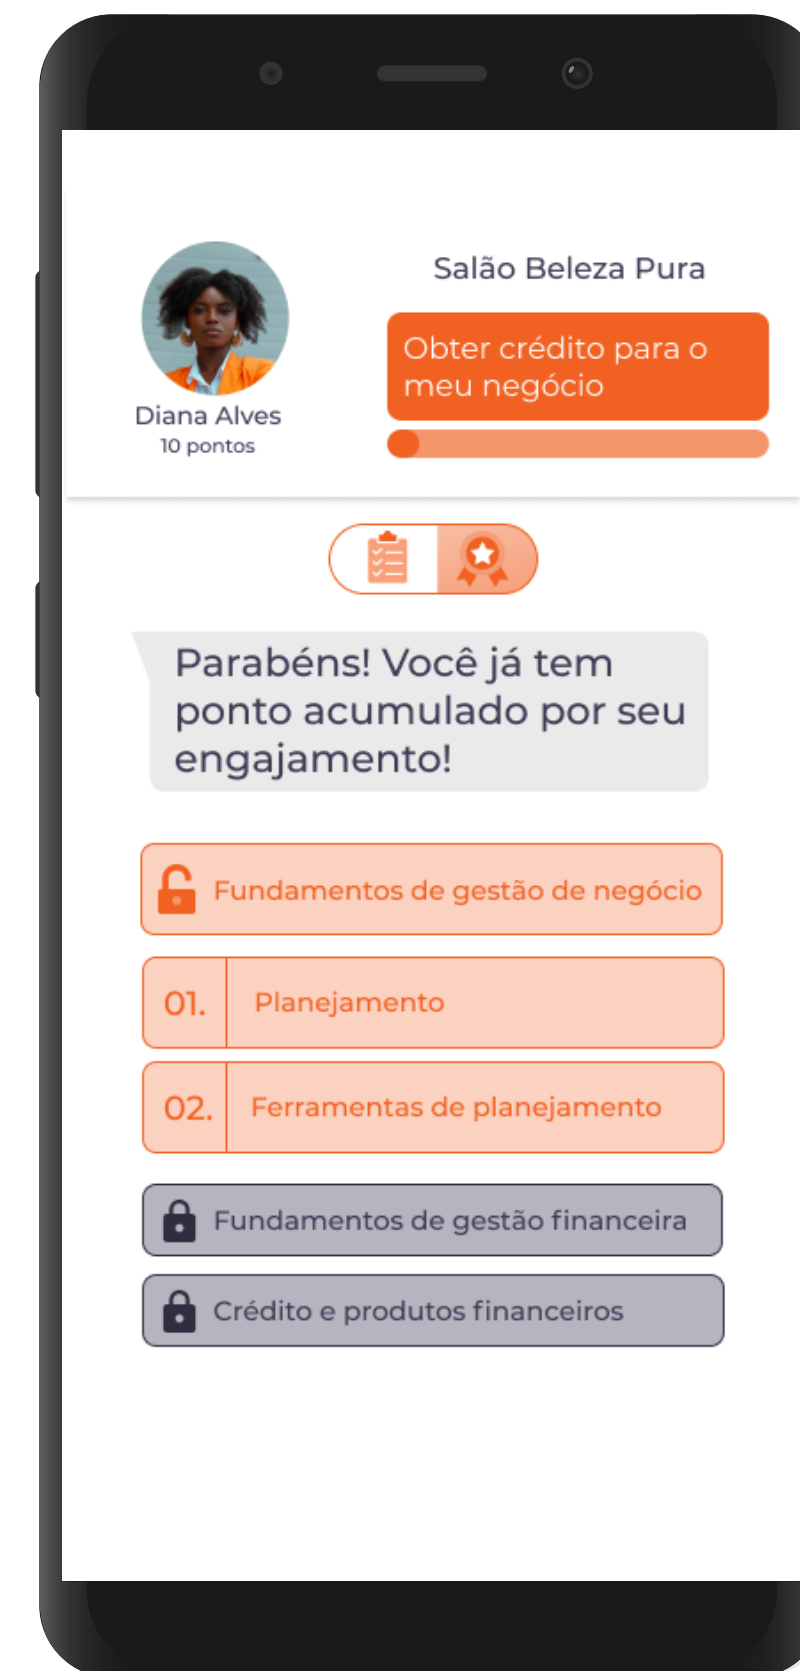 Salão Beleza Pura
Obter crédito para o
meu negócio
Diana Alves
10 pontos
Parabéns! Você já tem
ponto acumulado por seu
engajamento!
Fundamentos de gestão de negócio
01. Planejamento
02. Ferramentas de planejamento
Fundamentos de gestão financeira
Crédito e produtos financeiros